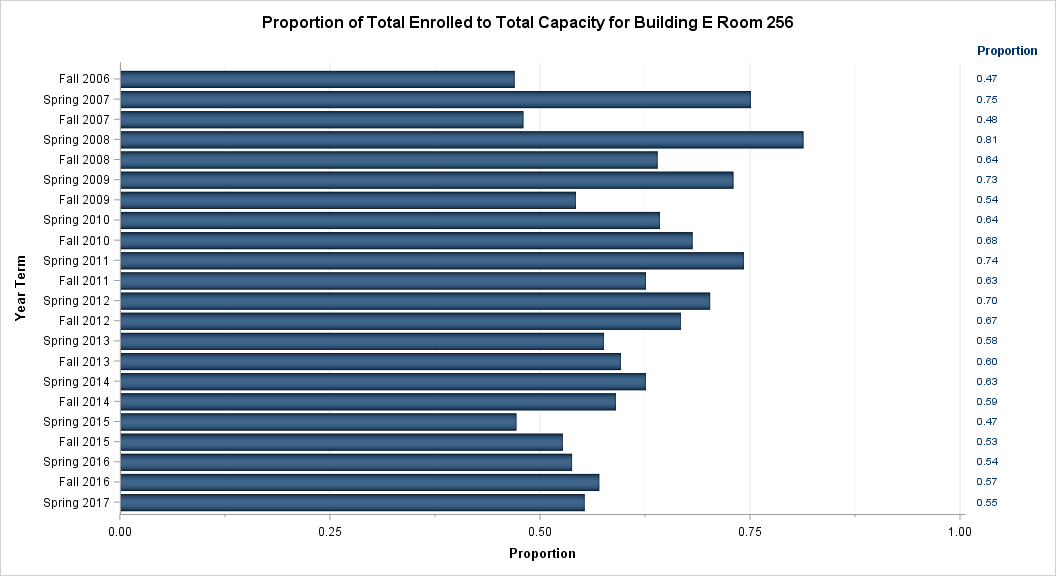 Proportion of Total Enrolled to Total Capacity for Building E Room 256
Proportion
Fall 2006 0.47
Spring 2007 0.75
Fall 2007 0.48
Spring 2008 0.81
Fall 2008 0.64
Spring 2009 0.73
Fall 2009 0.54
Spring 2010 0.64
Fall 2010 0.68
Spring 2011 0.74
Fall 2011 0.63
Spring 2012 0.70
Fall 2012 0.67
Spring 2013 0.58
Fall 2013 0.60
Spring 2014 0.63
Fall 2014 0.59
Spring 2015 0.47
Fall 2015 0.53
Spring 2016 0.54
Fall 2016 0.57
Spring 2017 0.55
Year Term
0.00 0.25 0.50 0.75 1.00
Proportion